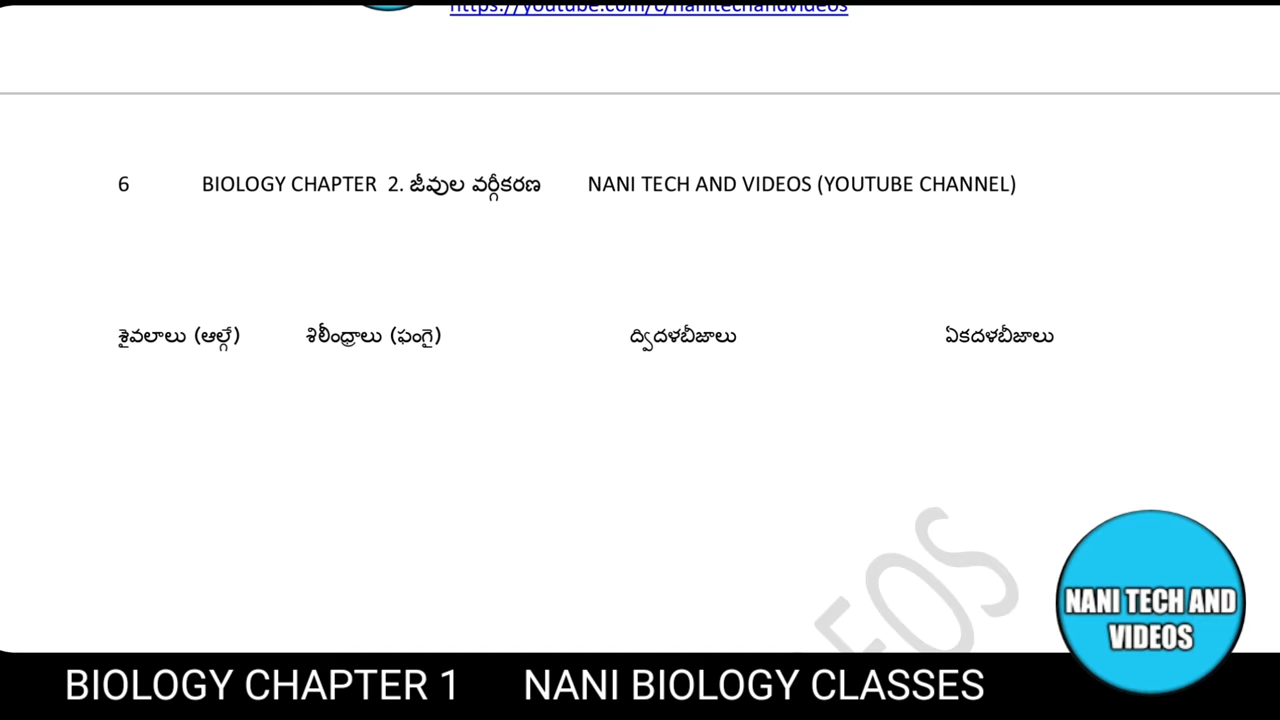 https://youtube.com/c/nanitechandvideos
6 BIOLOGY CHAPTER 2. జీవుల వర్గీకరణ NANI TECH AND VIDEOS (YOUTUBE CHANNEL)
శైవలాలు (ఆల్గే) శిలీంధ్రాలు (ఫంగై) ద్విదళబీజాలు ఏకదళబీజాలు
EOS
NANI TECH AND
VIDEOS
BIOLOGY CHAPTER 1 NANI BIOLOGY CLASSES